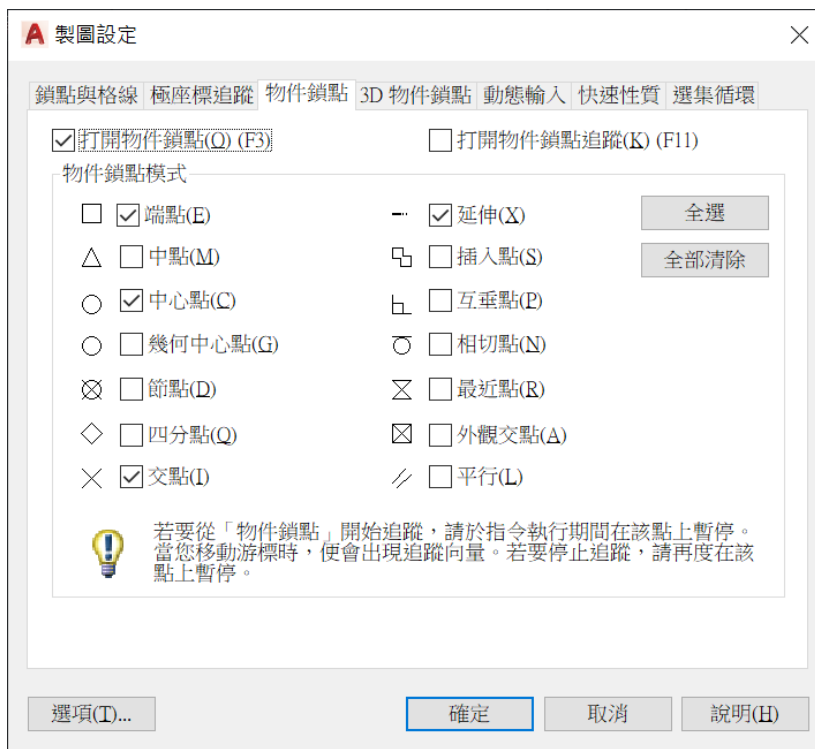 製圖設定
鎖點與格線 極座標追蹤 物件鎖點 3D 物件鎖點 動態輸入 快速性質 選集循環
打開物件鎖點(O) (F3) 打開物件鎖點追蹤(K) (F11)
物件鎖點模式
端點(E) 延伸(X) 全選
中點(M) 插入點(S) 全部清除
中心點(C) 互垂點(P)
幾何中心點(G) 相切點(N)
節點(D) 最近點(R)
四分點(Q) 外觀交點(A)
交點(I) 平行(L)
若要從「物件鎖點」開始追蹤，請於指令執行期間在該點上暫停。
當您移動游標時，便會出現追蹤向量。若要停止追蹤，請再度在該
點上暫停。
選項(T)... 確定 取消 說明(H)